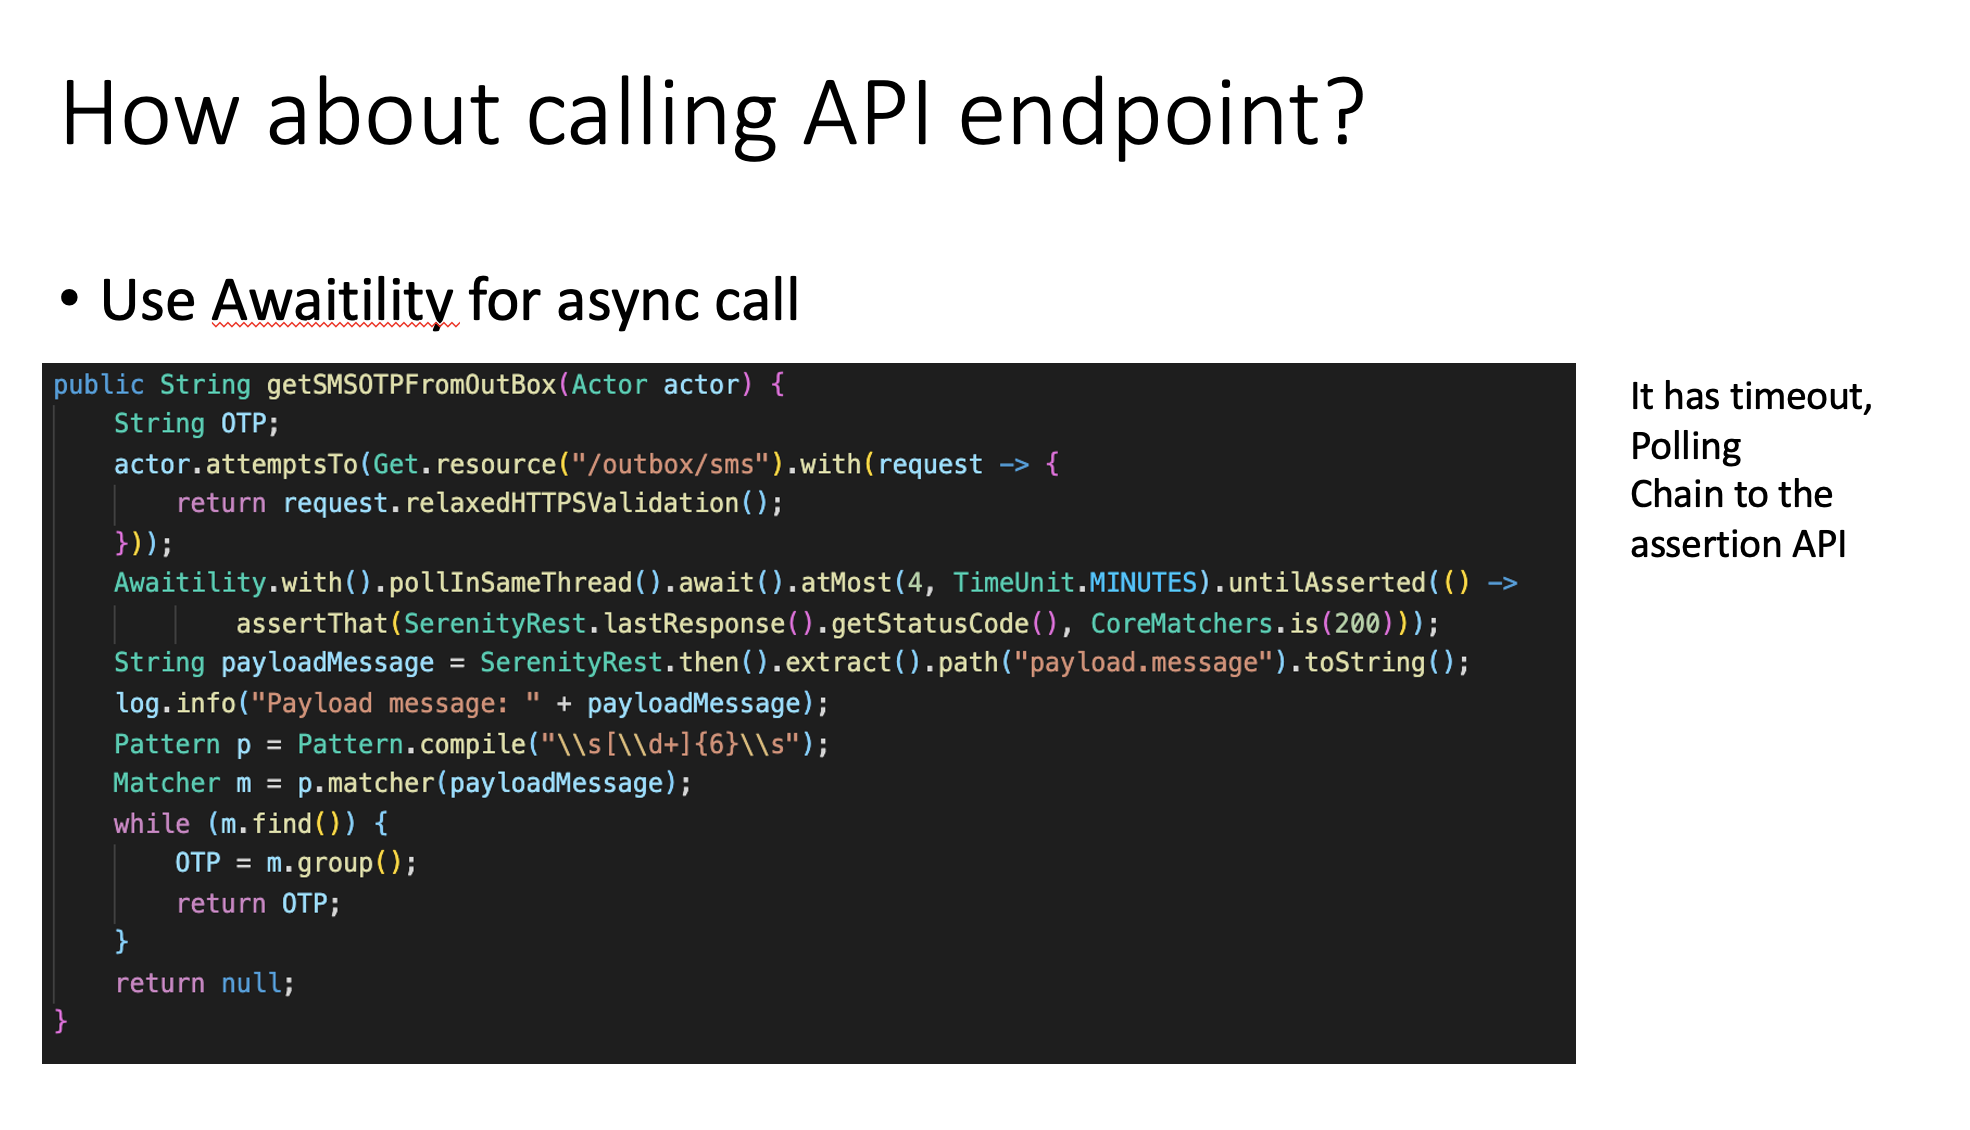 How about calling API endpoint?
• Use Awaitility for async call
public String getSMSOTPFromOutBox(Actor actor) {
    String OTP;
    actor.attemptsTo(Get.resource("/outbox/sms").with(request -> {
        return request.relaxedHTTPSValidation();
    }));
    Awaitility.with().pollInSameThread().await().atMost(4, TimeUnit.MINUTES).untilAsserted(() ->
            assertThat(SerenityRest.lastResponse().getStatusCode(), CoreMatchers.is(200)));
    String payloadMessage = SerenityRest.then().extract().path("payload.message").toString();
    log.info("Payload message: " + payloadMessage);
    Pattern p = Pattern.compile("\\s[\\d+]{6}\\s");
    Matcher m = p.matcher(payloadMessage);
    while (m.find()) {
        OTP = m.group();
        return OTP;
    }
    return null;
}
It has timeout,
Polling
Chain to the
assertion API